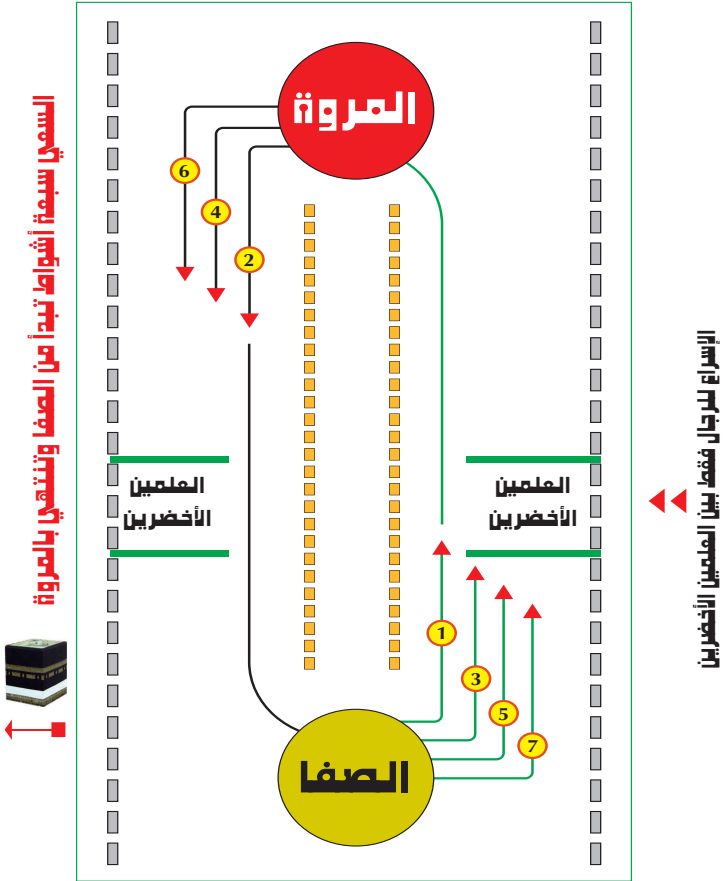 المروة
6
4
2
العلمين
الأخضرين
العلمين
الأخضرين
1
3
5
7
الصفا
السعي سبعة أشواط تبدأ من الصفا وتنتهي بالمروة
الإسراع للرجال فقط بين العلمين الأخضرين